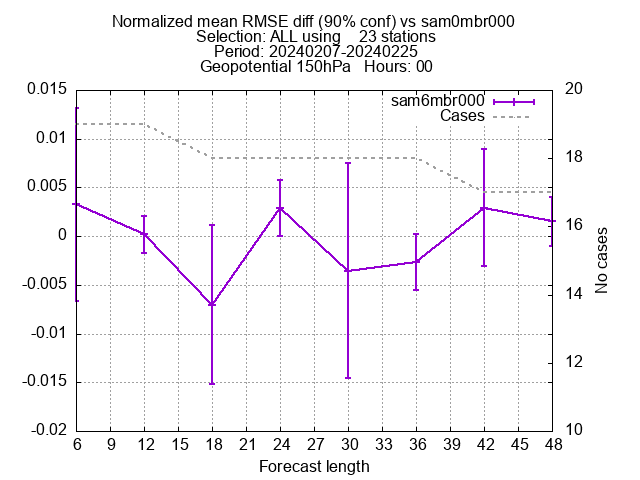 Normalized mean RMSE diff (90% conf) vs sam0mbr000
Selection: ALL using    23 stations
Period: 20240207-20240225
Geopotential 150hPa   Hours: 00
sam6mbr000
Cases
0.015
0.01
0.005
0
-0.005
-0.01
-0.015
-0.02
20
18
16
14
12
10
No cases
6 9 12 15 18 21 24 27 30 33 36 39 42 45 48
Forecast length